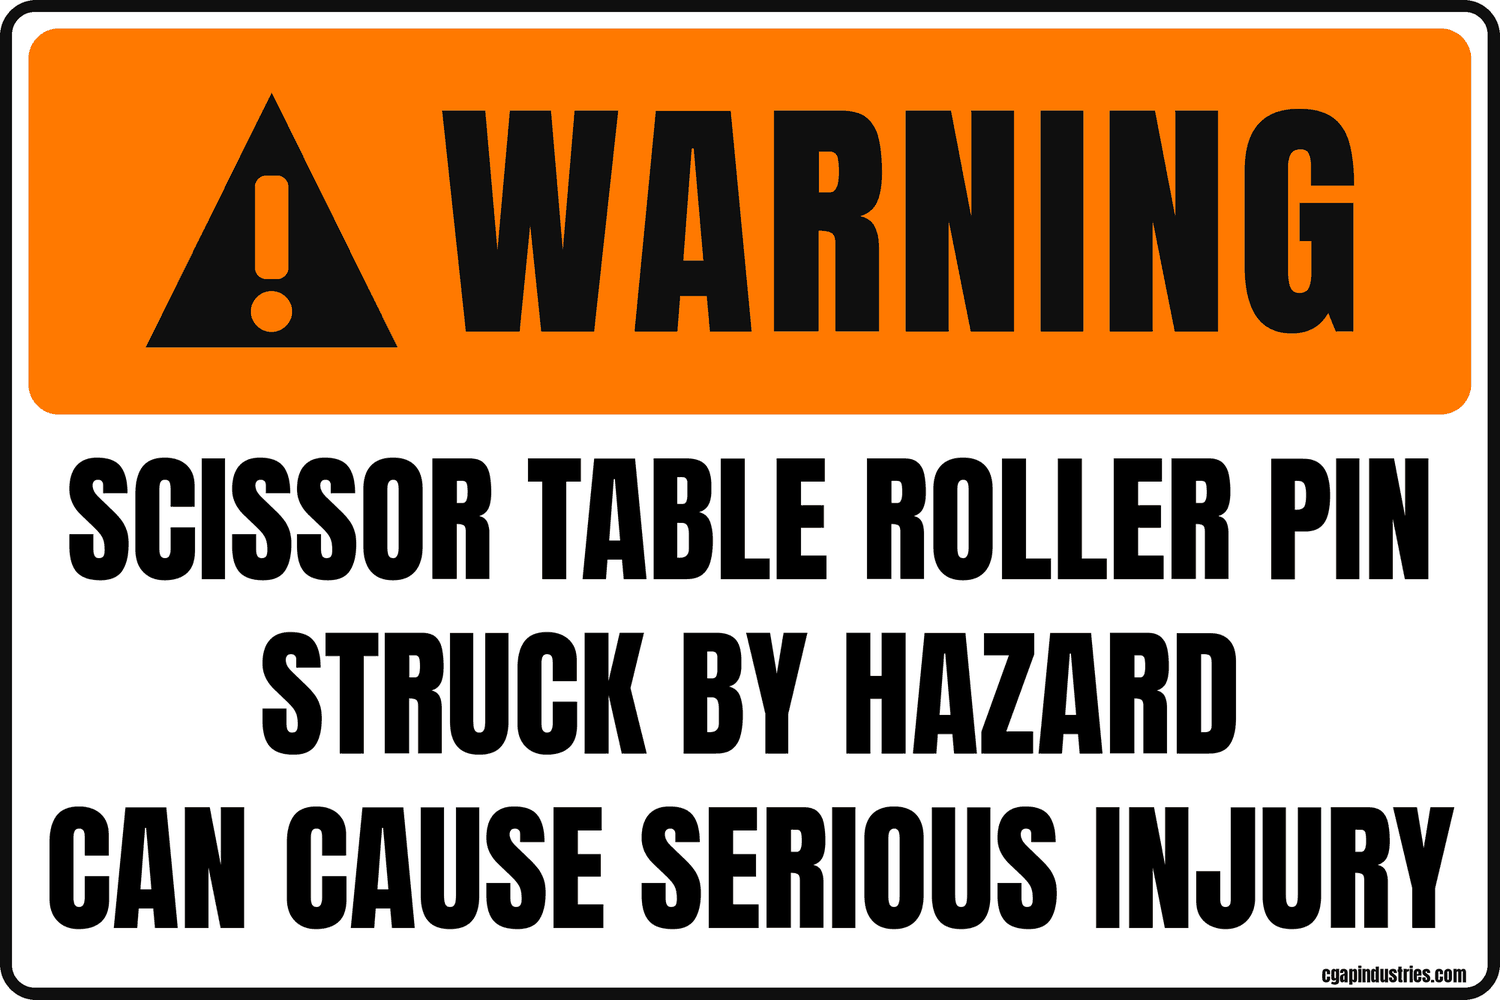 WARNING
SCISSOR TABLE ROLLER PIN
STRUCK BY HAZARD
CAN CAUSE SERIOUS INJURY
cgapindustries.com